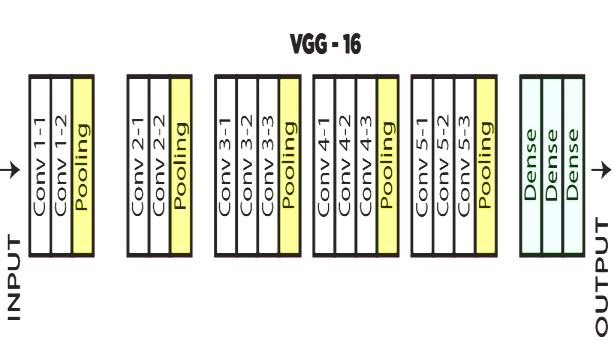 VGG - 16
INPUT
Conv 1-1
Conv 1-2
Pooling
Conv 2-1
Conv 2-2
Pooling
Conv 3-1
Conv 3-2
Conv 3-3
Pooling
Conv 4-1
Conv 4-2
Conv 4-3
Pooling
Conv 5-1
Conv 5-2
Conv 5-3
Pooling
Dense
Dense
Dense
OUTPUT